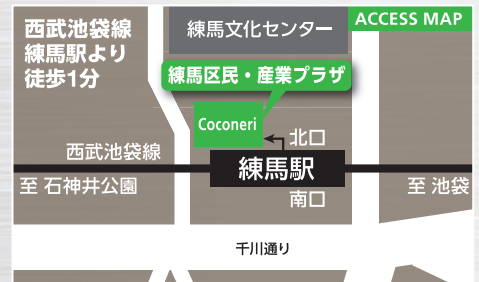 西武池袋線
練馬駅より
徒歩1分
練馬文化センター
ACCESS MAP
練馬区民・産業プラザ
Coconeri
北口
西武池袋線
練馬駅
至 石神井公園
至 池袋
南口
千川通り